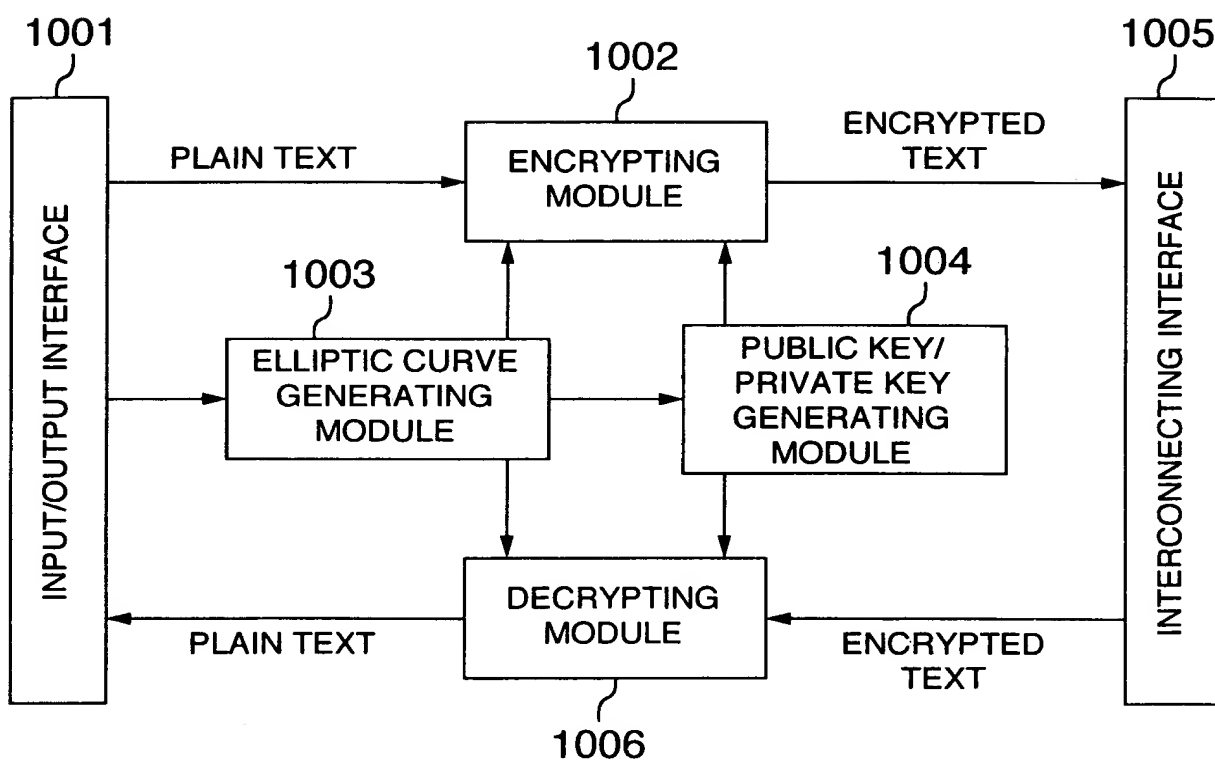 1001
1005
1002
ENCRYPTED
TEXT
PLAIN TEXT
ENCRYPTING
MODULE
INPUT/OUTPUT INTERFACE
INTERCONNECTING INTERFACE
1003
1004
ELLIPTIC CURVE
GENERATING
MODULE
PUBLIC KEY/
PRIVATE KEY
GENERATING
MODULE
DECRYPTING
MODULE
PLAIN TEXT
ENCRYPTED
TEXT
1006